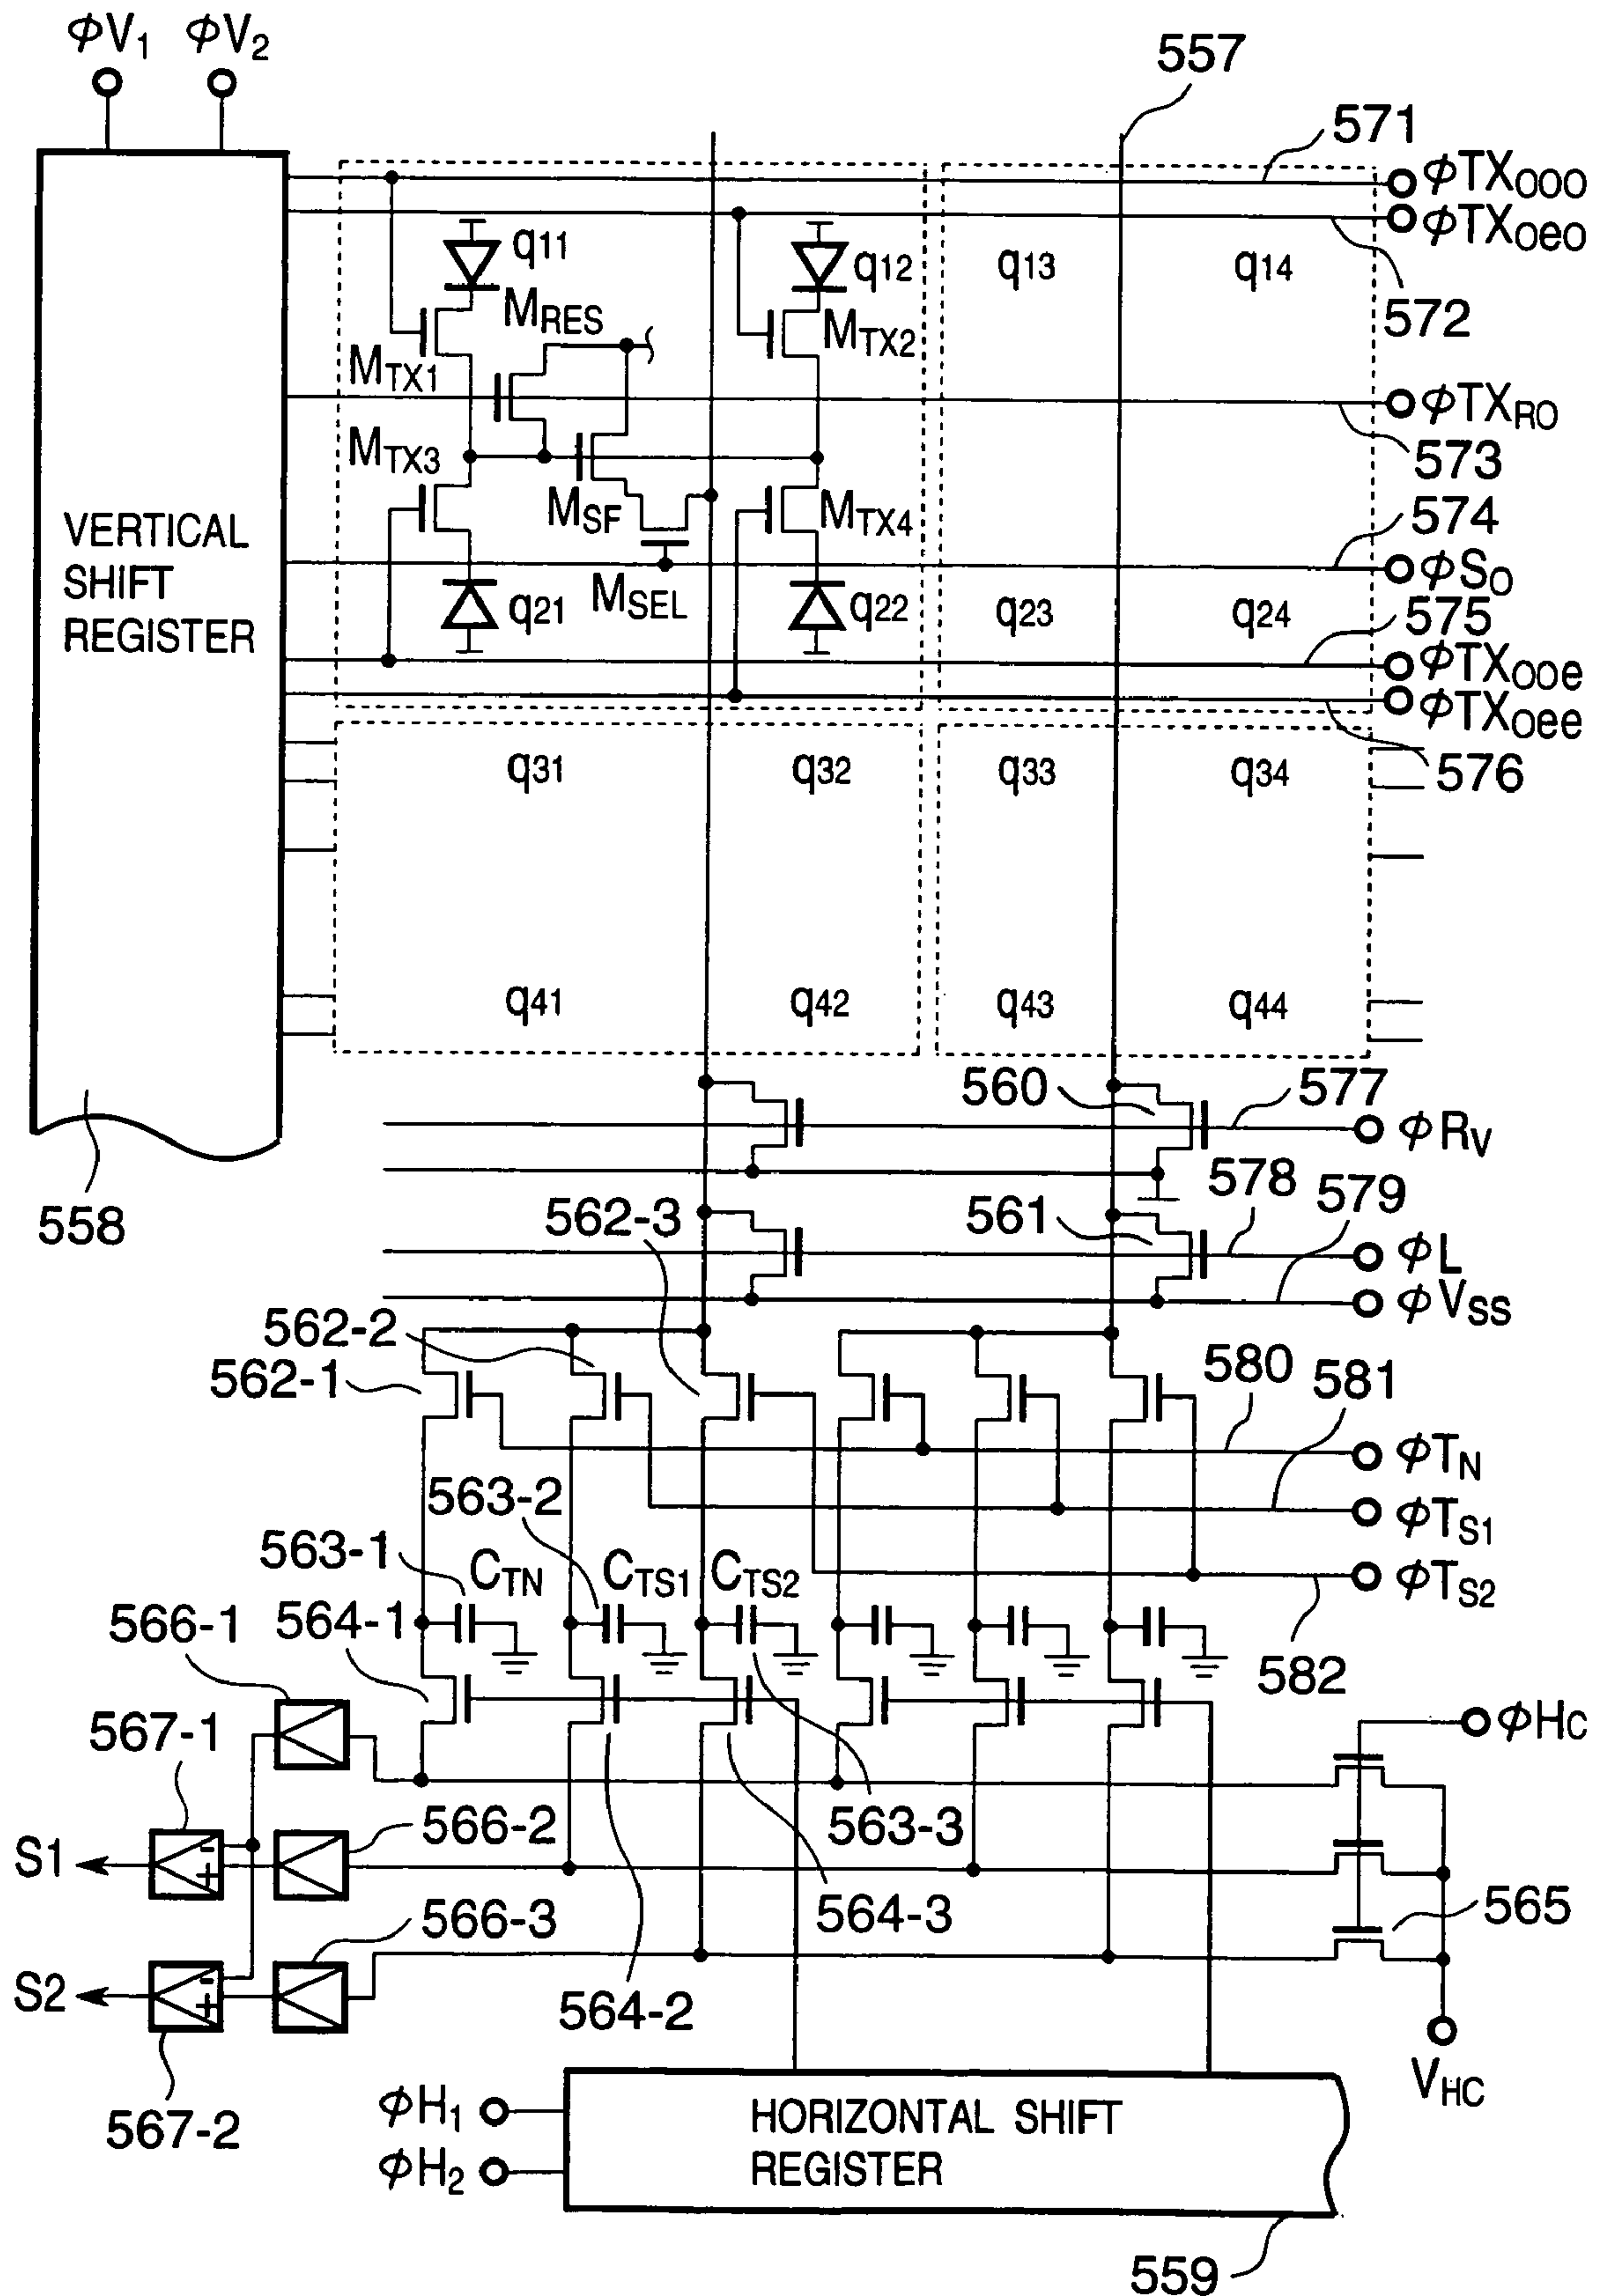 ϕV1 ϕV2
557
571
ϕTXOOO
ϕTXOeO
572
q11 q12 q13 q14
MRES
MTX1 MTX2
ϕTXRO
573
MTX3
MSF MTX4
574
ϕSO
VERTICAL
SHIFT
REGISTER
q21 MSEL q22 q23 q24
575
ϕTXOOe
ϕTXOee
576
q31 q32 q33 q34
q41 q42 q43 q44
558
560 577
ϕRV
562-3 561 578 579
ϕL
ϕVSS
562-2
562-1
580 581
ϕTN
563-2
ϕTS1
563-1 CTN CTS1 CTS2
ϕTS2
566-1 564-1
582
567-1
ϕHC
S1 566-2 563-3
566-3 564-3 565
S2 564-2
567-2
VHC
ϕH1
ϕH2
HORIZONTAL SHIFT
REGISTER
559
- +
- +